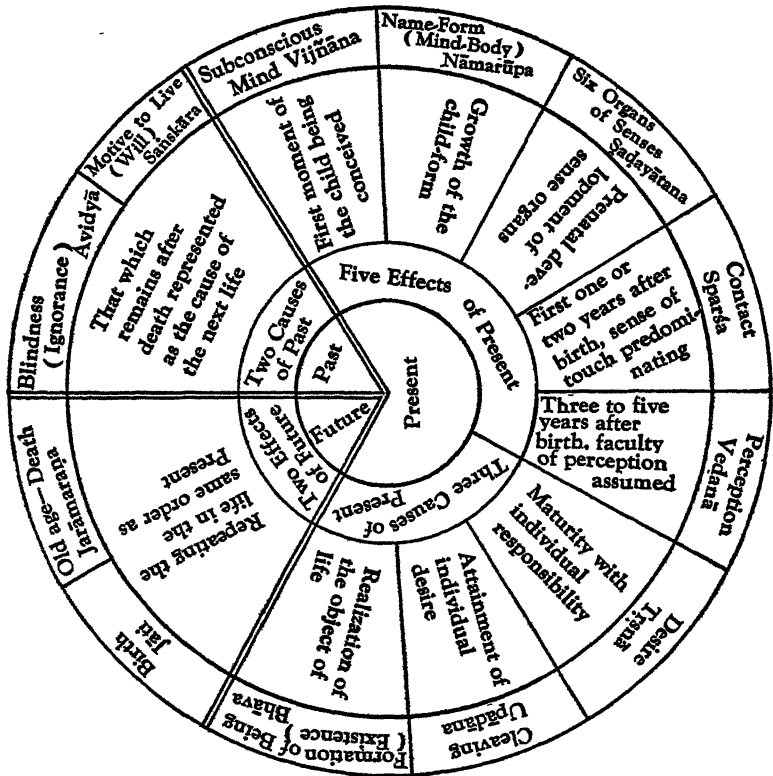 Blindness
( Ignorance )
Avidyā
Motive to Live
(Will)
Saṅskāra
Subconscious
Mind Vijñāna
Name-Form
(Mind-Body)
Nāmarūpa
Six Organs
of Senses
Ṣaḍayātana
Contact
Sparśa
Perception
Veḍanā
Desire
Tṛṣṇā
Cleaving
Upāḍāna
Formation of Being
( Existence )
Bhāva
Birth
Jāti
Old age—Death
Jarāmaraṇa
That which
remains after
death represented
as the cause of
the next life
First moment of
the child being
conceived
Growth of the
child-form
Prenatal deve-
lopment of
sense organs
First one or
two years after
birth, sense of
touch predomi-
nating
Three to five
years after
birth. faculty
of perception
assumed
Maturity with
individual
responsibility
Attainment of
individual
desire
Realization of
the object of
life
Repeating the
life in the
same order as
Present
Two Causes
of Past
Five Effects
of Present
Three Causes of
Present
Two Effects
of Future
Past
Present
Future